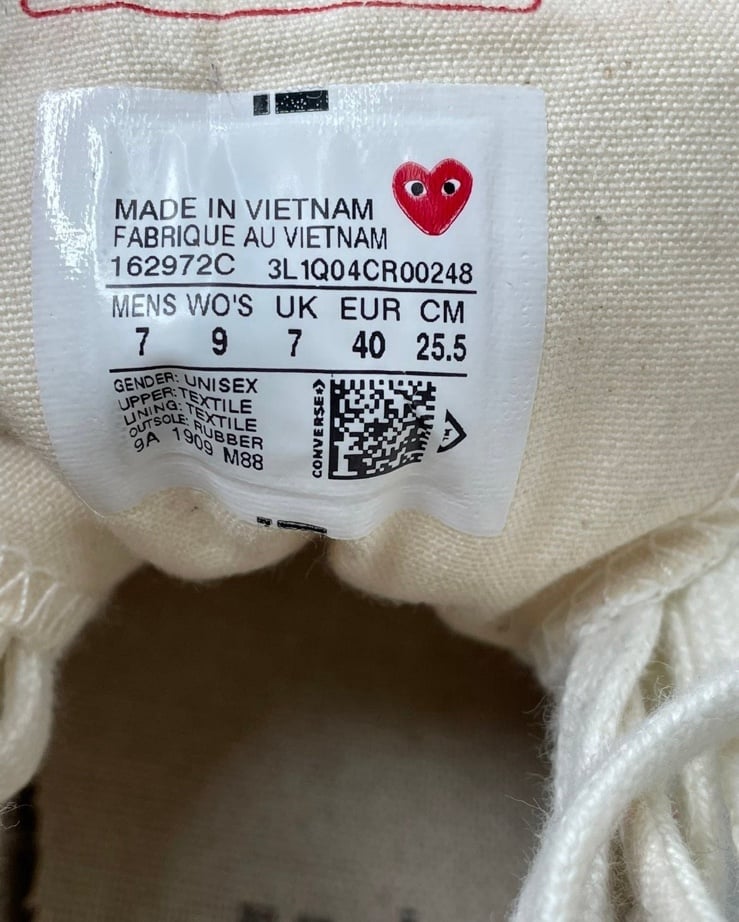 MADE IN VIETNAM
FABRIQUE AU VIETNAM
162972C 3L1Q04CR00248
MENS WO'S UK EUR CM
7 9 7 40 25.5
GENDER: UNISEX
UPPER: TEXTILE
LINING: TEXTILE
OUTSOLE: RUBBER
9A 1909 M88
CONVERSE